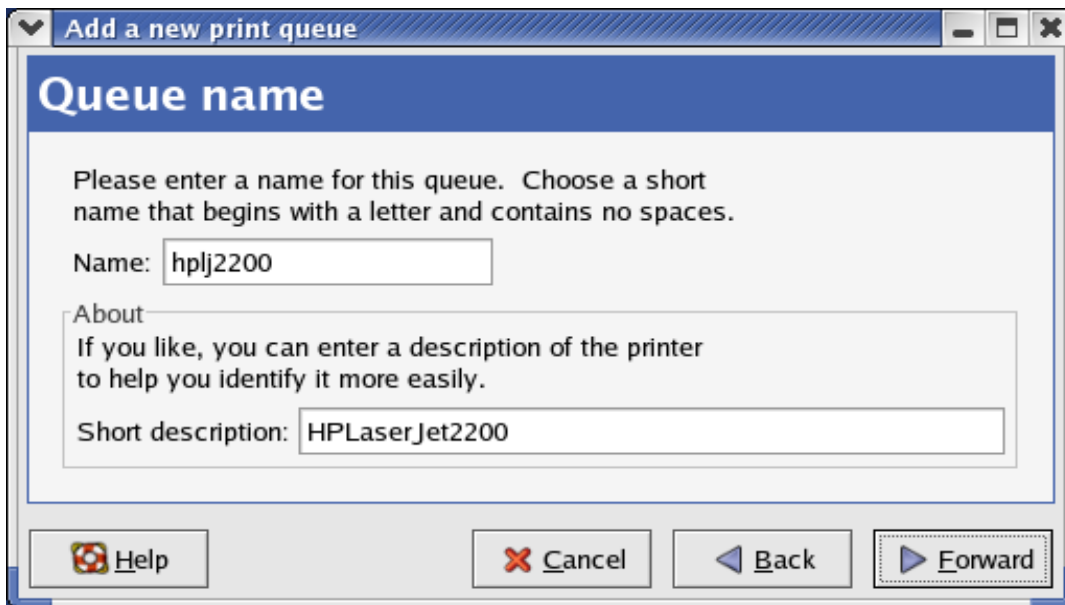 Add a new print queue
Queue name
Please enter a name for this queue.  Choose a short
name that begins with a letter and contains no spaces.
Name: hplj2200
About
If you like, you can enter a description of the printer
to help you identify it more easily.
Short description: HPLaserJet2200
Help Cancel Back Forward